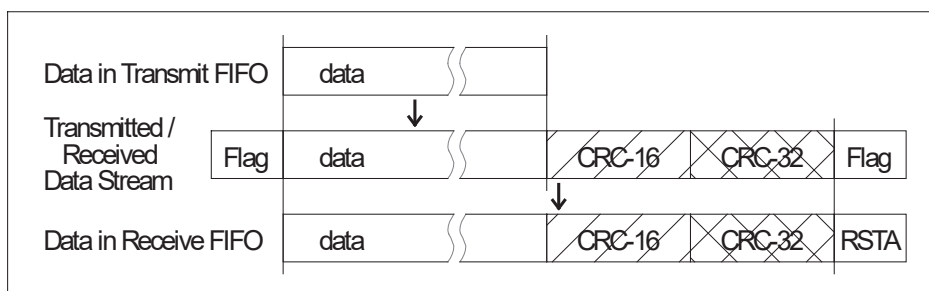 Data in Transmit FIFO data
Transmitted /
Received
Data Stream
Flag data CRC-16 CRC-32 Flag
Data in Receive FIFO data CRC-16 CRC-32 RSTA